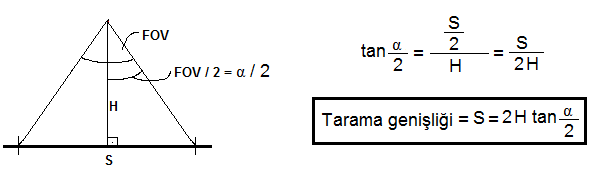 FOV
FOV / 2 = α / 2
H
S
tan α/2 = (S/2)/H = S/2H
Tarama genişliği = S = 2H tan α/2